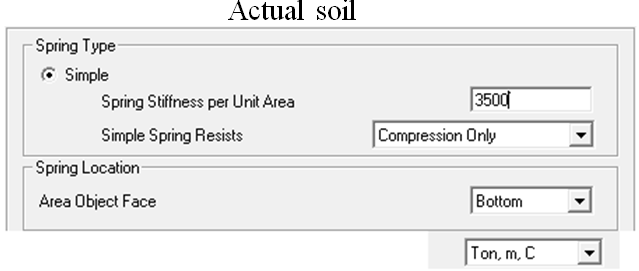 Actual soil
Spring Type
Simple
Spring Stiffness per Unit Area
3500
Simple Spring Resists
Compression Only
Spring Location
Area Object Face
Bottom
Ton, m, C